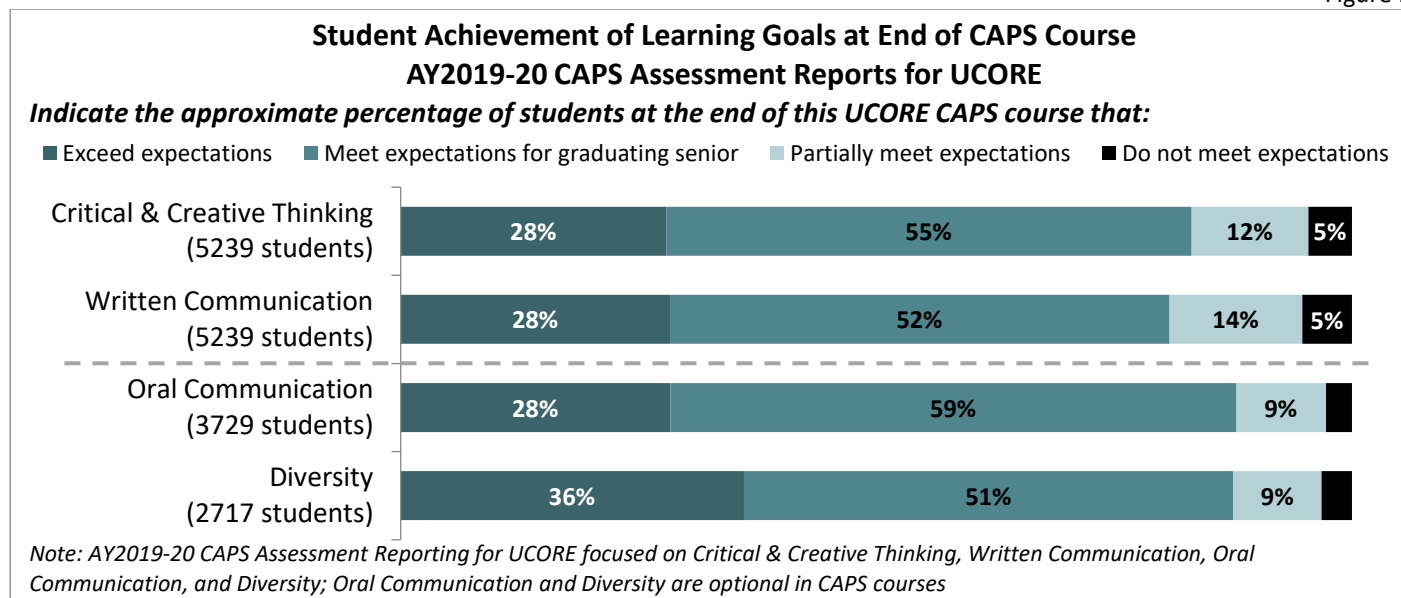 Student Achievement of Learning Goals at End of CAPS Course
AY2019-20 CAPS Assessment Reports for UCORE
Indicate the approximate percentage of students at the end of this UCORE CAPS course that:
Exceed expectations Meet expectations for graduating senior Partially meet expectations Do not meet expectations
Critical & Creative Thinking
(5239 students)
28% 55% 12% 5%
Written Communication
(5239 students)
28% 52% 14% 5%
Oral Communication
(3729 students)
28% 59% 9%
Diversity
(2717 students)
36% 51% 9%
Note: AY2019-20 CAPS Assessment Reporting for UCORE focused on Critical & Creative Thinking, Written Communication, Oral
Communication, and Diversity; Oral Communication and Diversity are optional in CAPS courses